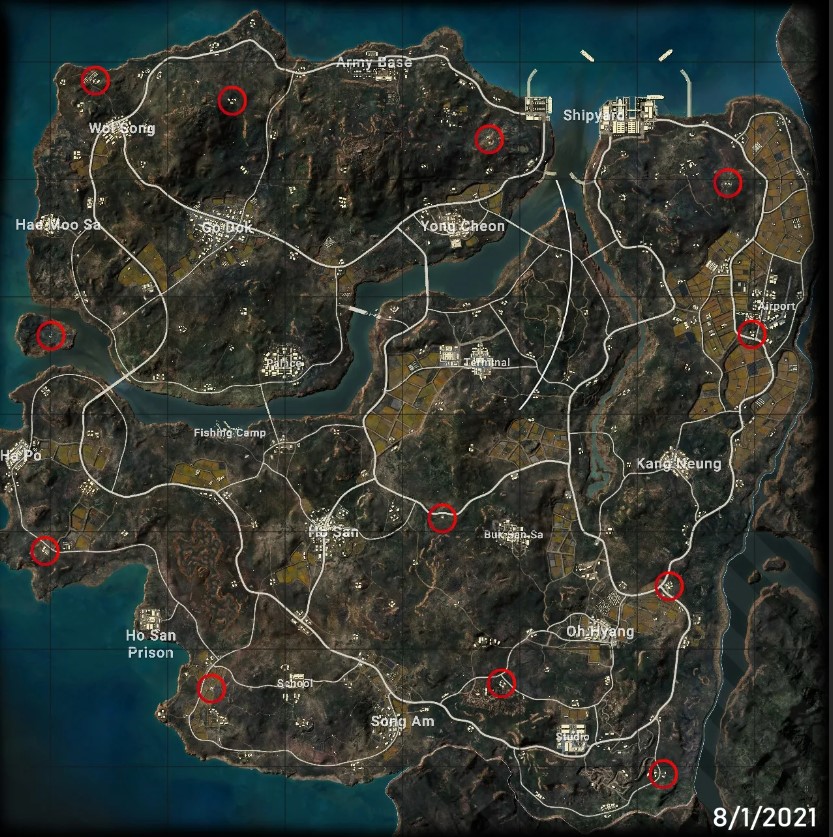 Army Base
Shipyard
Wol Song
Hae Moo Sa
Go Dok
Yong Cheon
Airport
Terminal
Fishing Camp
Ha Po
Kang Neung
Ho San
Buk San Sa
Ho San
Prison
Oh Hyang
School
Song Am
Studio
8/1/2021